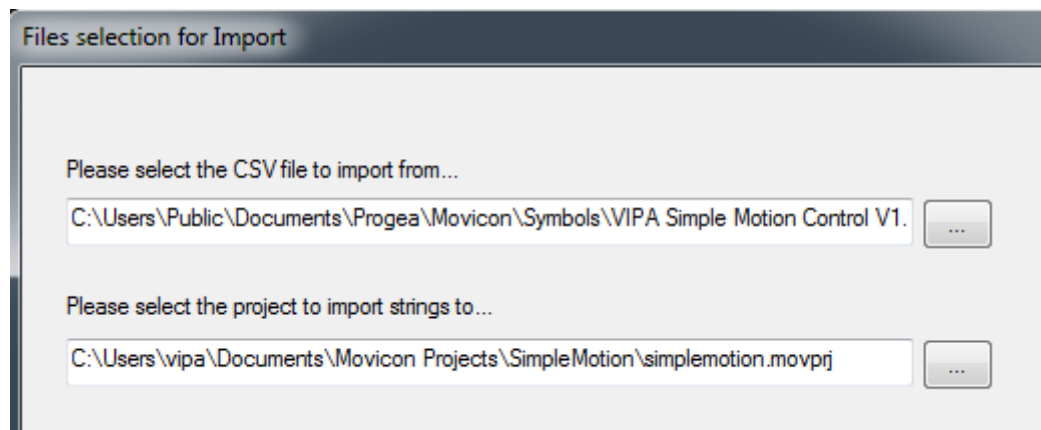 Files selection for Import
Please select the CSV file to import from...
C:\Users\Public\Documents\Progea\Movicon\Symbols\VIPA Simple Motion Control V1.
...
Please select the project to import strings to...
C:\Users\vipa\Documents\Movicon Projects\SimpleMotion\simplemotion.movprj
...